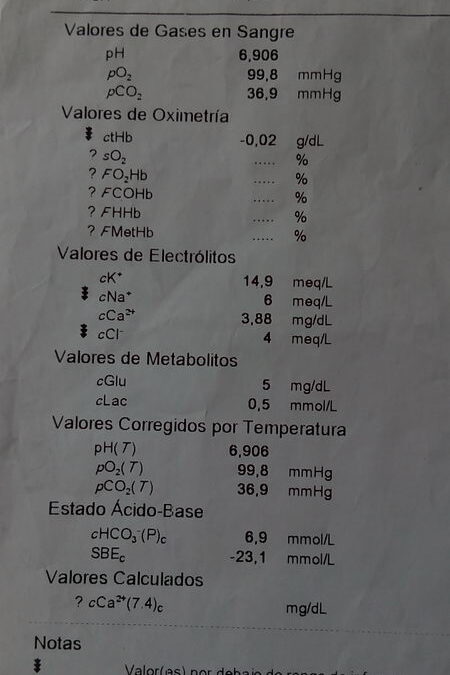 Valores de Gases en Sangre
pH 6,906
pO₂ 99,8 mmHg
pCO₂ 36,9 mmHg
Valores de Oximetría
ctHb -0,02 g/dL
? sO₂ ..... %
? FO₂Hb ..... %
? FCOHb ..... %
? FHHb ..... %
? FMetHb ..... %
Valores de Electrólitos
cK⁺ 14,9 meq/L
cNa⁺ 6 meq/L
cCa²⁺ 3,88 mg/dL
cCl⁻ 4 meq/L
Valores de Metabolitos
cGlu 5 mg/dL
cLac 0,5 mmol/L
Valores Corregidos por Temperatura
pH(T) 6,906
pO₂(T) 99,8 mmHg
pCO₂(T) 36,9 mmHg
Estado Ácido-Base
cHCO₃⁻(P)c 6,9 mmol/L
SBEc -23,1 mmol/L
Valores Calculados
? cCa²⁺(7.4)c mg/dL
Notas
Valor(es) por debajo de rango de